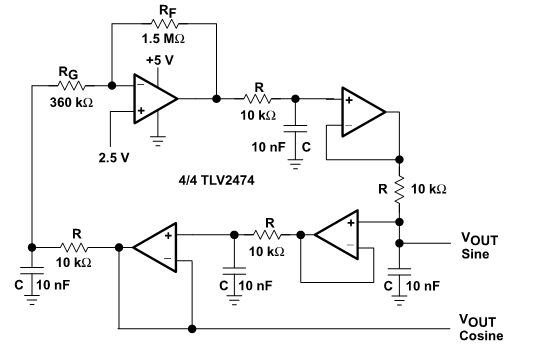 RF
1.5 MΩ
+5 V
RG
360 kΩ
−
+
2.5 V
R
10 kΩ
10 nF C
+
−
4/4 TLV2474
R 10 kΩ
R
10 kΩ
+
−
R
10 kΩ
+
−
VOUT
Sine
C 10 nF
C 10 nF
C 10 nF
VOUT
Cosine